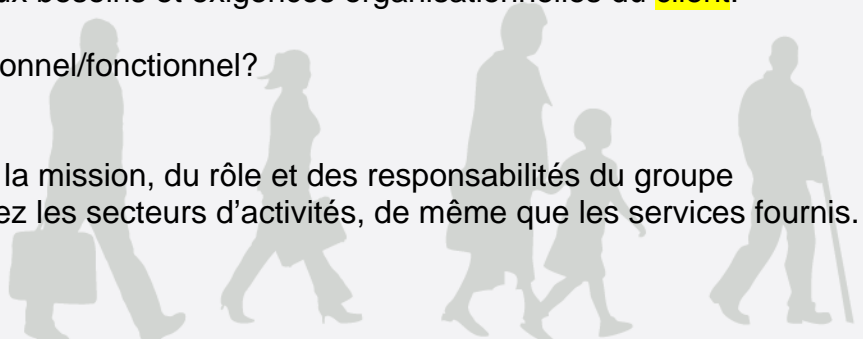 ux besoins et exigences organisationnelles du client.
onnel/fonctionnel?
la mission, du rôle et des responsabilités du groupe
ez les secteurs d’activités, de même que les services fournis.